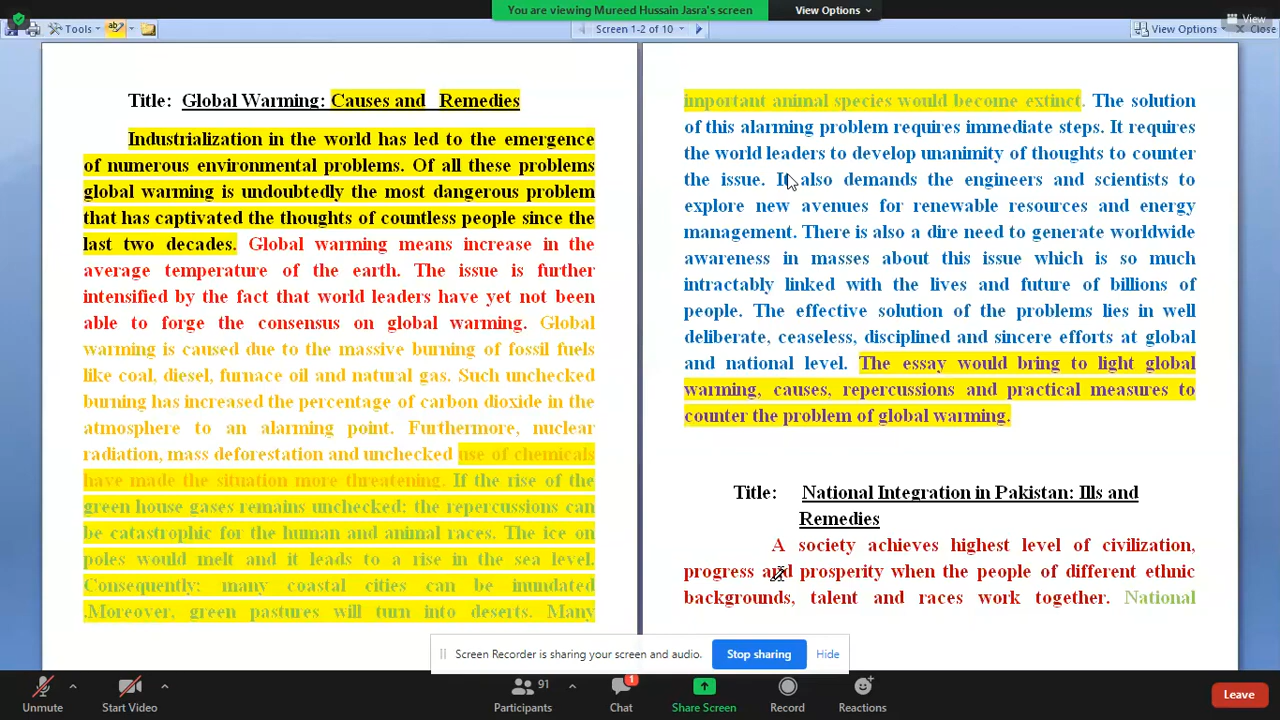 You are viewing Mureed Hussain Jasra's screen
View Options
View
Tools
Screen 1-2 of 10
View Options
Close
Title: Global Warming: Causes and Remedies
Industrialization in the world has led to the emergence
of numerous environmental problems. Of all these problems
global warming is undoubtedly the most dangerous problem
that has captivated the thoughts of countless people since the
last two decades. Global warming means increase in the
average temperature of the earth. The issue is further
intensified by the fact that world leaders have yet not been
able to forge the consensus on global warming. Global
warming is caused due to the massive burning of fossil fuels
like coal, diesel, furnace oil and natural gas. Such unchecked
burning has increased the percentage of carbon dioxide in the
atmosphere to an alarming point. Furthermore, nuclear
radiation, mass deforestation and unchecked use of chemicals
have made the situation more threatening. If the rise of the
green house gases remains unchecked; the repercussions can
be catastrophic for the human and animal races. The ice on
poles would melt and it leads to a rise in the sea level.
Consequently; many coastal cities can be inundated
.Moreover, green pastures will turn into deserts. Many
important animal species would become extinct. The solution
of this alarming problem requires immediate steps. It requires
the world leaders to develop unanimity of thoughts to counter
the issue. It also demands the engineers and scientists to
explore new avenues for renewable resources and energy
management. There is also a dire need to generate worldwide
awareness in masses about this issue which is so much
intractably linked with the lives and future of billions of
people. The effective solution of the problems lies in well
deliberate, ceaseless, disciplined and sincere efforts at global
and national level. The essay would bring to light global
warming, causes, repercussions and practical measures to
counter the problem of global warming.
Title: National Integration in Pakistan: Ills and
Remedies
A society achieves highest level of civilization,
progress and prosperity when the people of different ethnic
backgrounds, talent and races work together. National
Screen Recorder is sharing your screen and audio.
Stop sharing
Hide
Unmute
Start Video
91
Participants
1
Chat
Share Screen
Record
Reactions
Leave